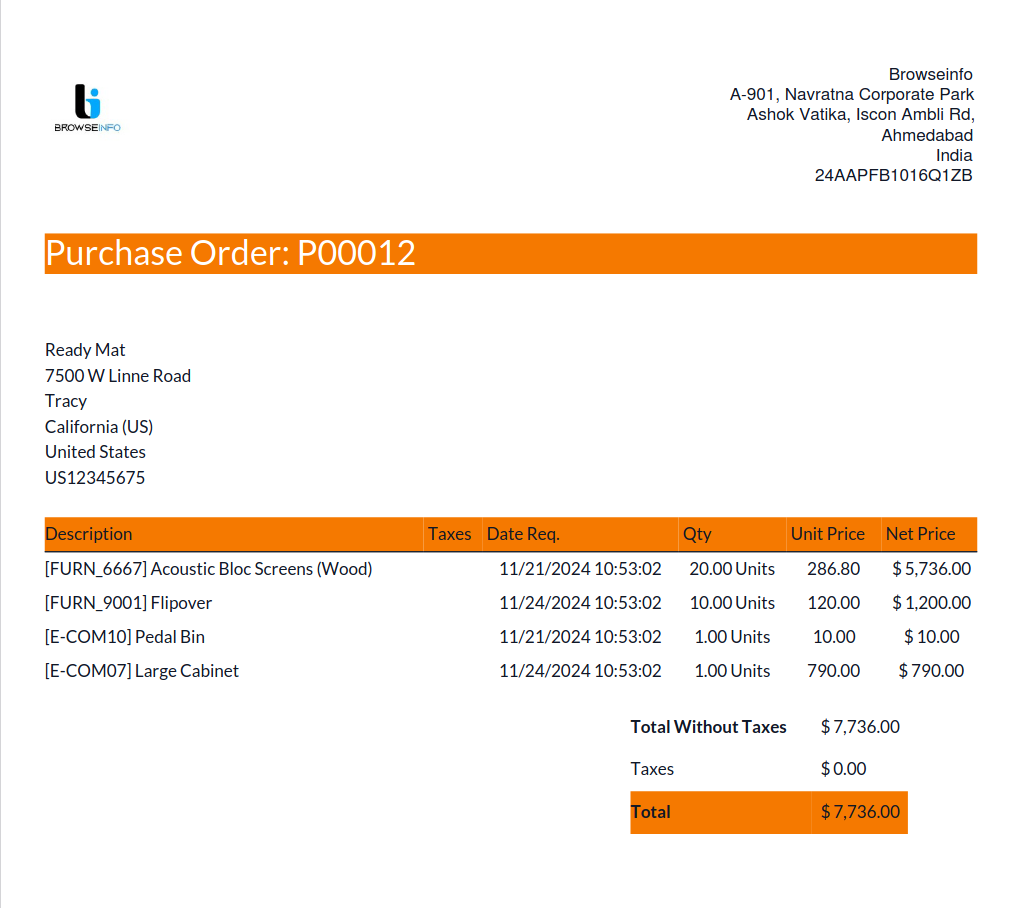 BROWSEINFO
Browseinfo
A-901, Navratna Corporate Park
Ashok Vatika, Iscon Ambli Rd,
Ahmedabad
India
24AAPFB1016Q1ZB
Purchase Order: P00012
Ready Mat
7500 W Linne Road
Tracy
California (US)
United States
US12345675
Description Taxes Date Req. Qty Unit Price Net Price
[FURN_6667] Acoustic Bloc Screens (Wood) 11/21/2024 10:53:02 20.00 Units 286.80 $ 5,736.00
[FURN_9001] Flipover 11/24/2024 10:53:02 10.00 Units 120.00 $ 1,200.00
[E-COM10] Pedal Bin 11/21/2024 10:53:02 1.00 Units 10.00 $ 10.00
[E-COM07] Large Cabinet 11/24/2024 10:53:02 1.00 Units 790.00 $ 790.00
Total Without Taxes $ 7,736.00
Taxes $ 0.00
Total $ 7,736.00